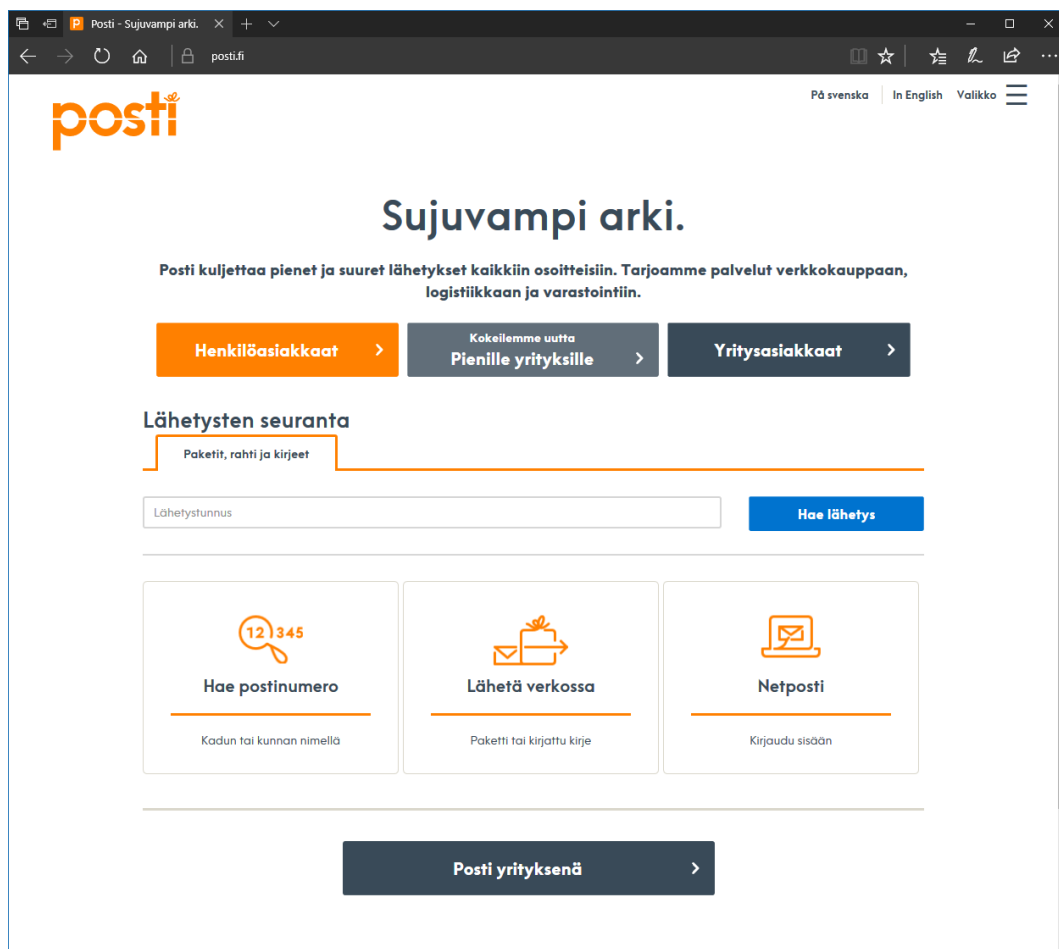 Posti - Sujuvampi arki.
posti.fi
posti
På svenska
In English
Valikko
Sujuvampi arki.
Posti kuljettaa pienet ja suuret lähetykset kaikkiin osoitteisiin. Tarjoamme palvelut verkkokauppaan,
logistiikkaan ja varastointiin.
Henkilöasiakkaat
Kokeilemme uutta
Pienille yrityksille
Yritysasiakkaat
Lähetysten seuranta
Paketit, rahti ja kirjeet
Lähetystunnus
Hae lähetys
12 345
Hae postinumero
Kadun tai kunnan nimellä
Lähetä verkossa
Paketti tai kirjattu kirje
Netposti
Kirjaudu sisään
Posti yrityksenä